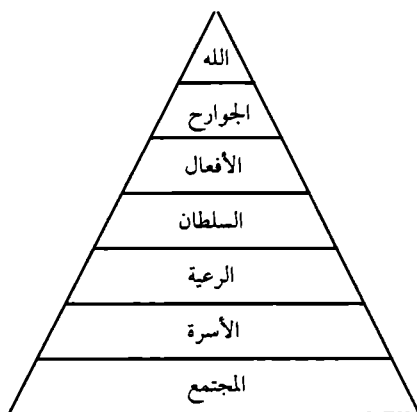 الله
الجوارح
الأفعال
السلطان
الرعية
الأسرة
المجتمع